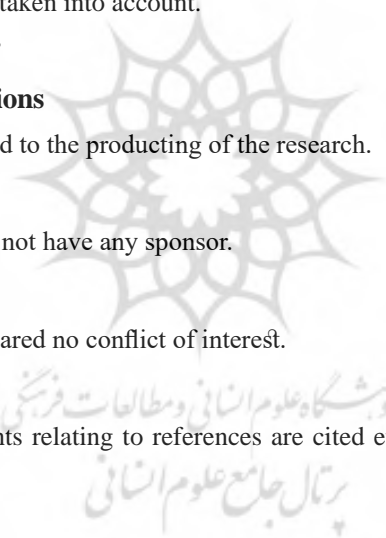 taken into account.
ions
d to the producting of the research.
not have any sponsor.
ared no conflict of interest.
شگاه علوم انسانی و مطالعات فرهنگی
nts relating to references are cited e
پرتال جامع علوم انسانی